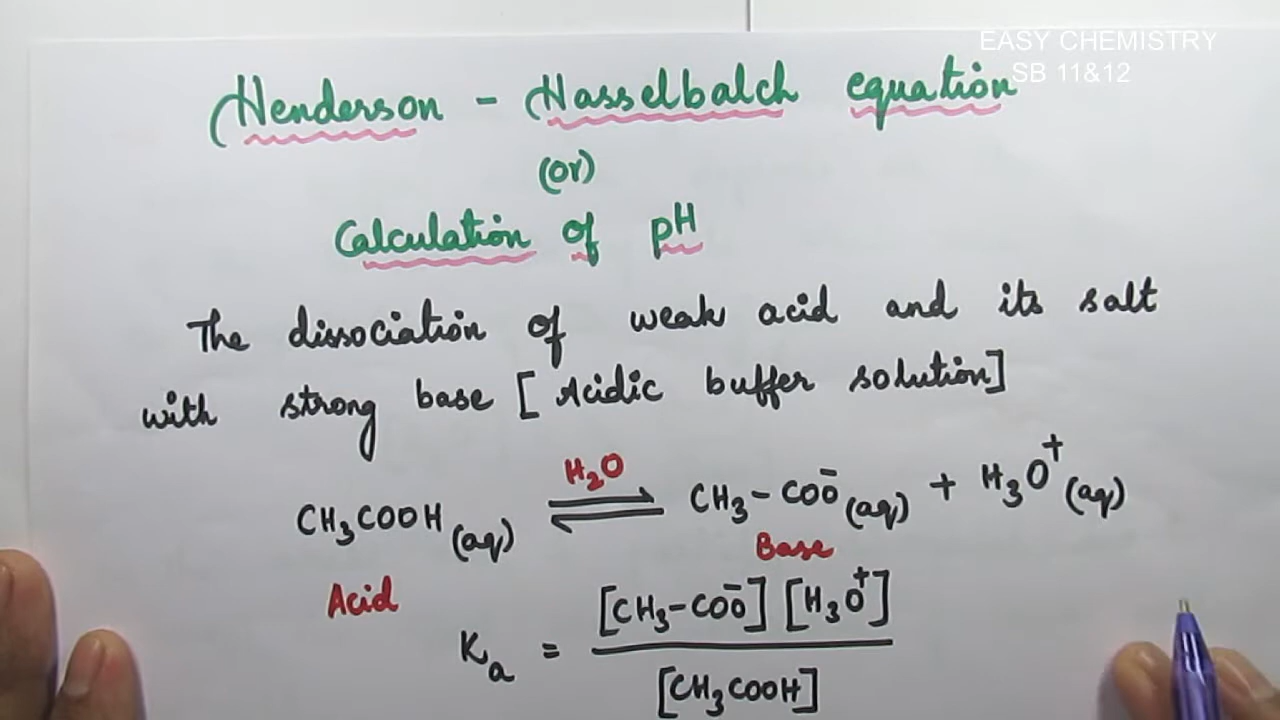 EASY CHEMISTRY
SB 11&12
Henderson - Hasselbalch equation
(or)
Calculation of pH
The dissociation of weak acid and its salt
with strong base [Acidic buffer solution]
H₂O
CH₃COOH(aq) ⇌ CH₃-COO⁻(aq) + H₃O⁺(aq)
Acid Base
Kₐ = [CH₃-COO⁻] [H₃O⁺]
[CH₃COOH]